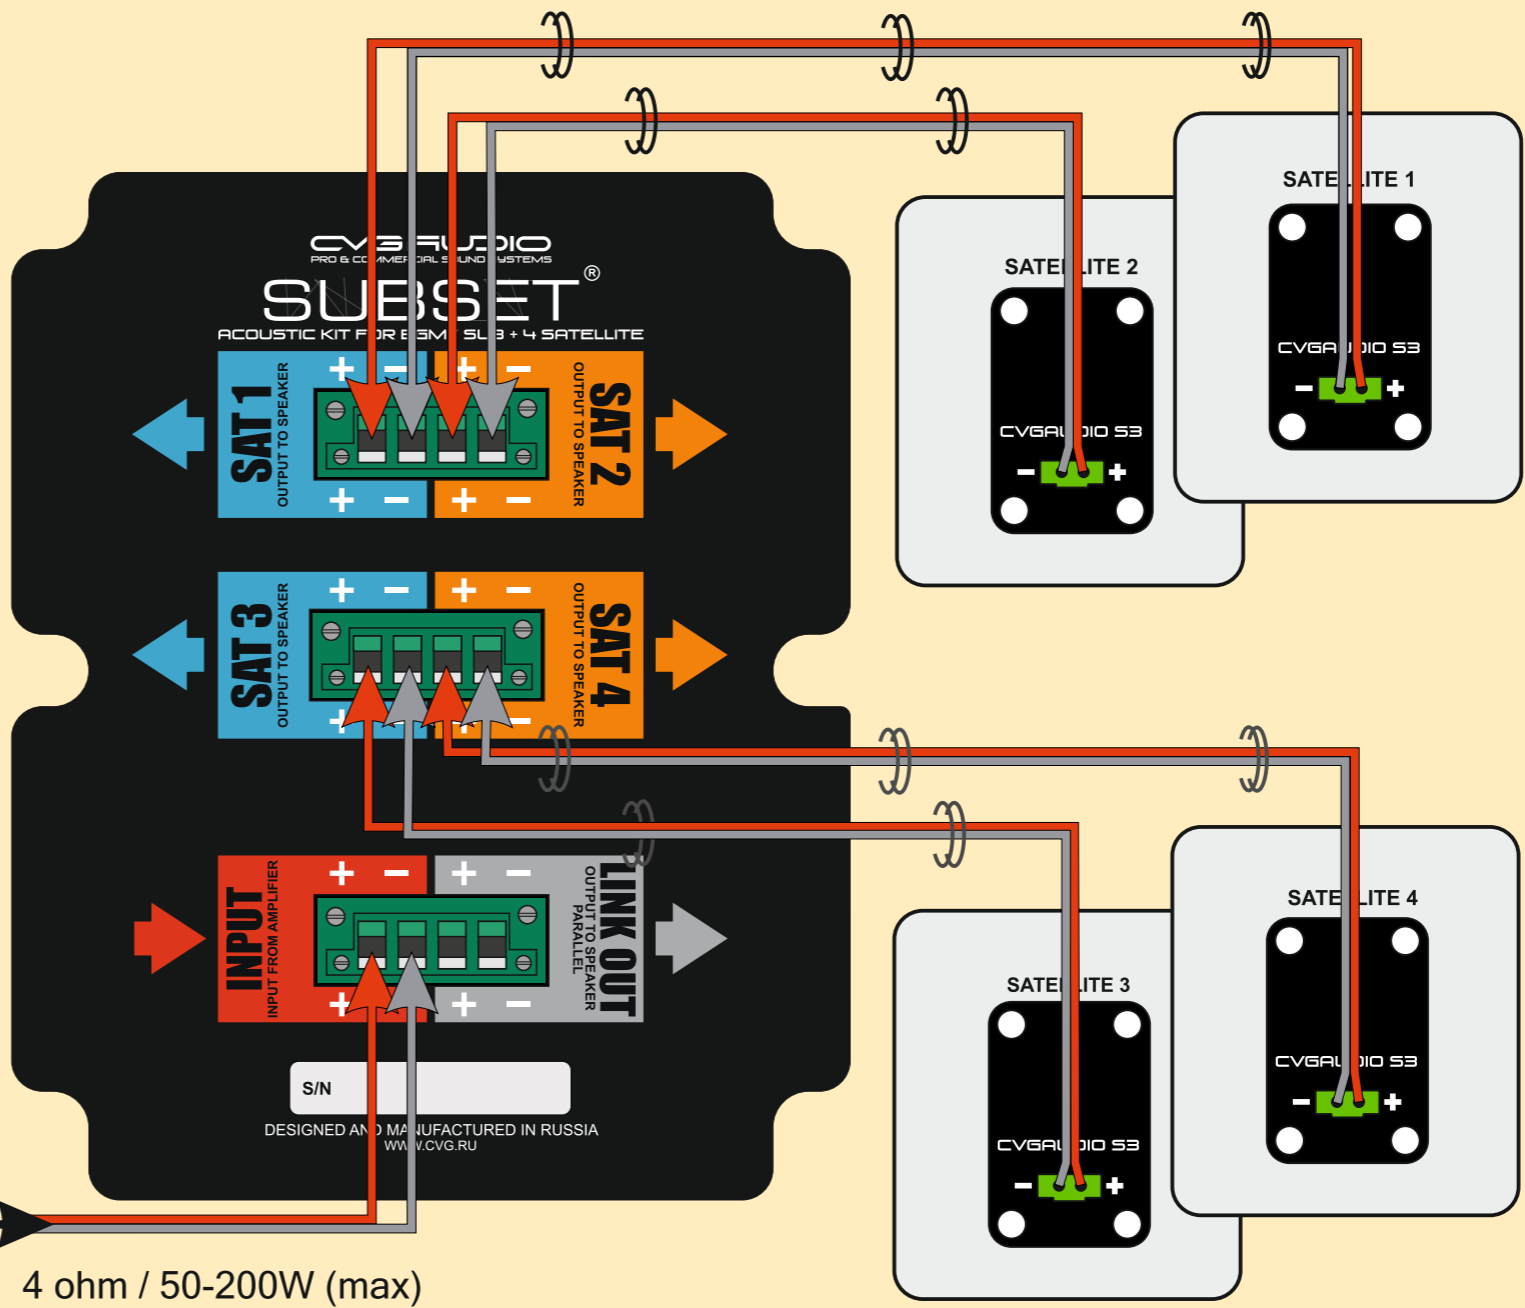 CVGAUDIO
PRO & COMMERCIAL SOUND SYSTEMS
SUBSET®
ACOUSTIC KIT FOR BGM / SUB + 4 SATELLITE
+ − + −
SAT 1
OUTPUT TO SPEAKER
SAT 2
OUTPUT TO SPEAKER
+ − + −
+ − + −
SAT 3
OUTPUT TO SPEAKER
SAT 4
OUTPUT TO SPEAKER
+ − + −
+ − + −
INPUT
INPUT FROM AMPLIFIER
LINK OUT
OUTPUT TO SPEAKER
PARALLEL
+ − + −
S/N
DESIGNED AND MANUFACTURED IN RUSSIA
WWW.CVG.RU
4 ohm / 50-200W (max)
SATELLITE 1
CVGAUDIO S3
− +
SATELLITE 2
CVGAUDIO S3
− +
SATELLITE 4
CVGAUDIO S3
− +
SATELLITE 3
CVGAUDIO S3
− +